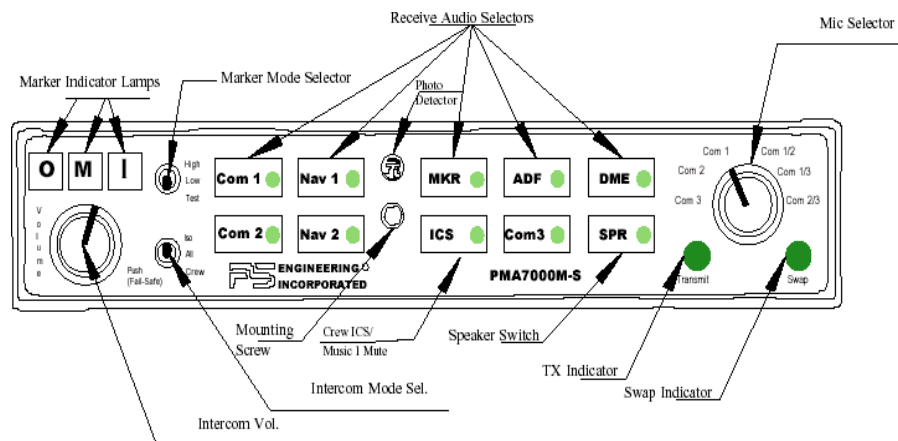 Receive Audio Selectors
Mic Selector
Marker Indicator Lamps
Marker Mode Selector
Photo
Detector
O M I
High
Low
Test
Com 1
Nav 1
MKR
ADF
DME
Com 1
Com 2
Com 3
Com 1/2
Com 1/3
Com 2/3
Volume
Iso
All
Crew
Push
(Fail-Safe)
Com 2
Nav 2
ICS
Com3
SPR
PS ENGINEERING
INCORPORATED
PMA7000M-S
Transmit
Swap
Mounting
Screw
Crew ICS/
Music 1 Mute
Speaker Switch
TX Indicator
Swap Indicator
Intercom Mode Sel.
Intercom Vol.